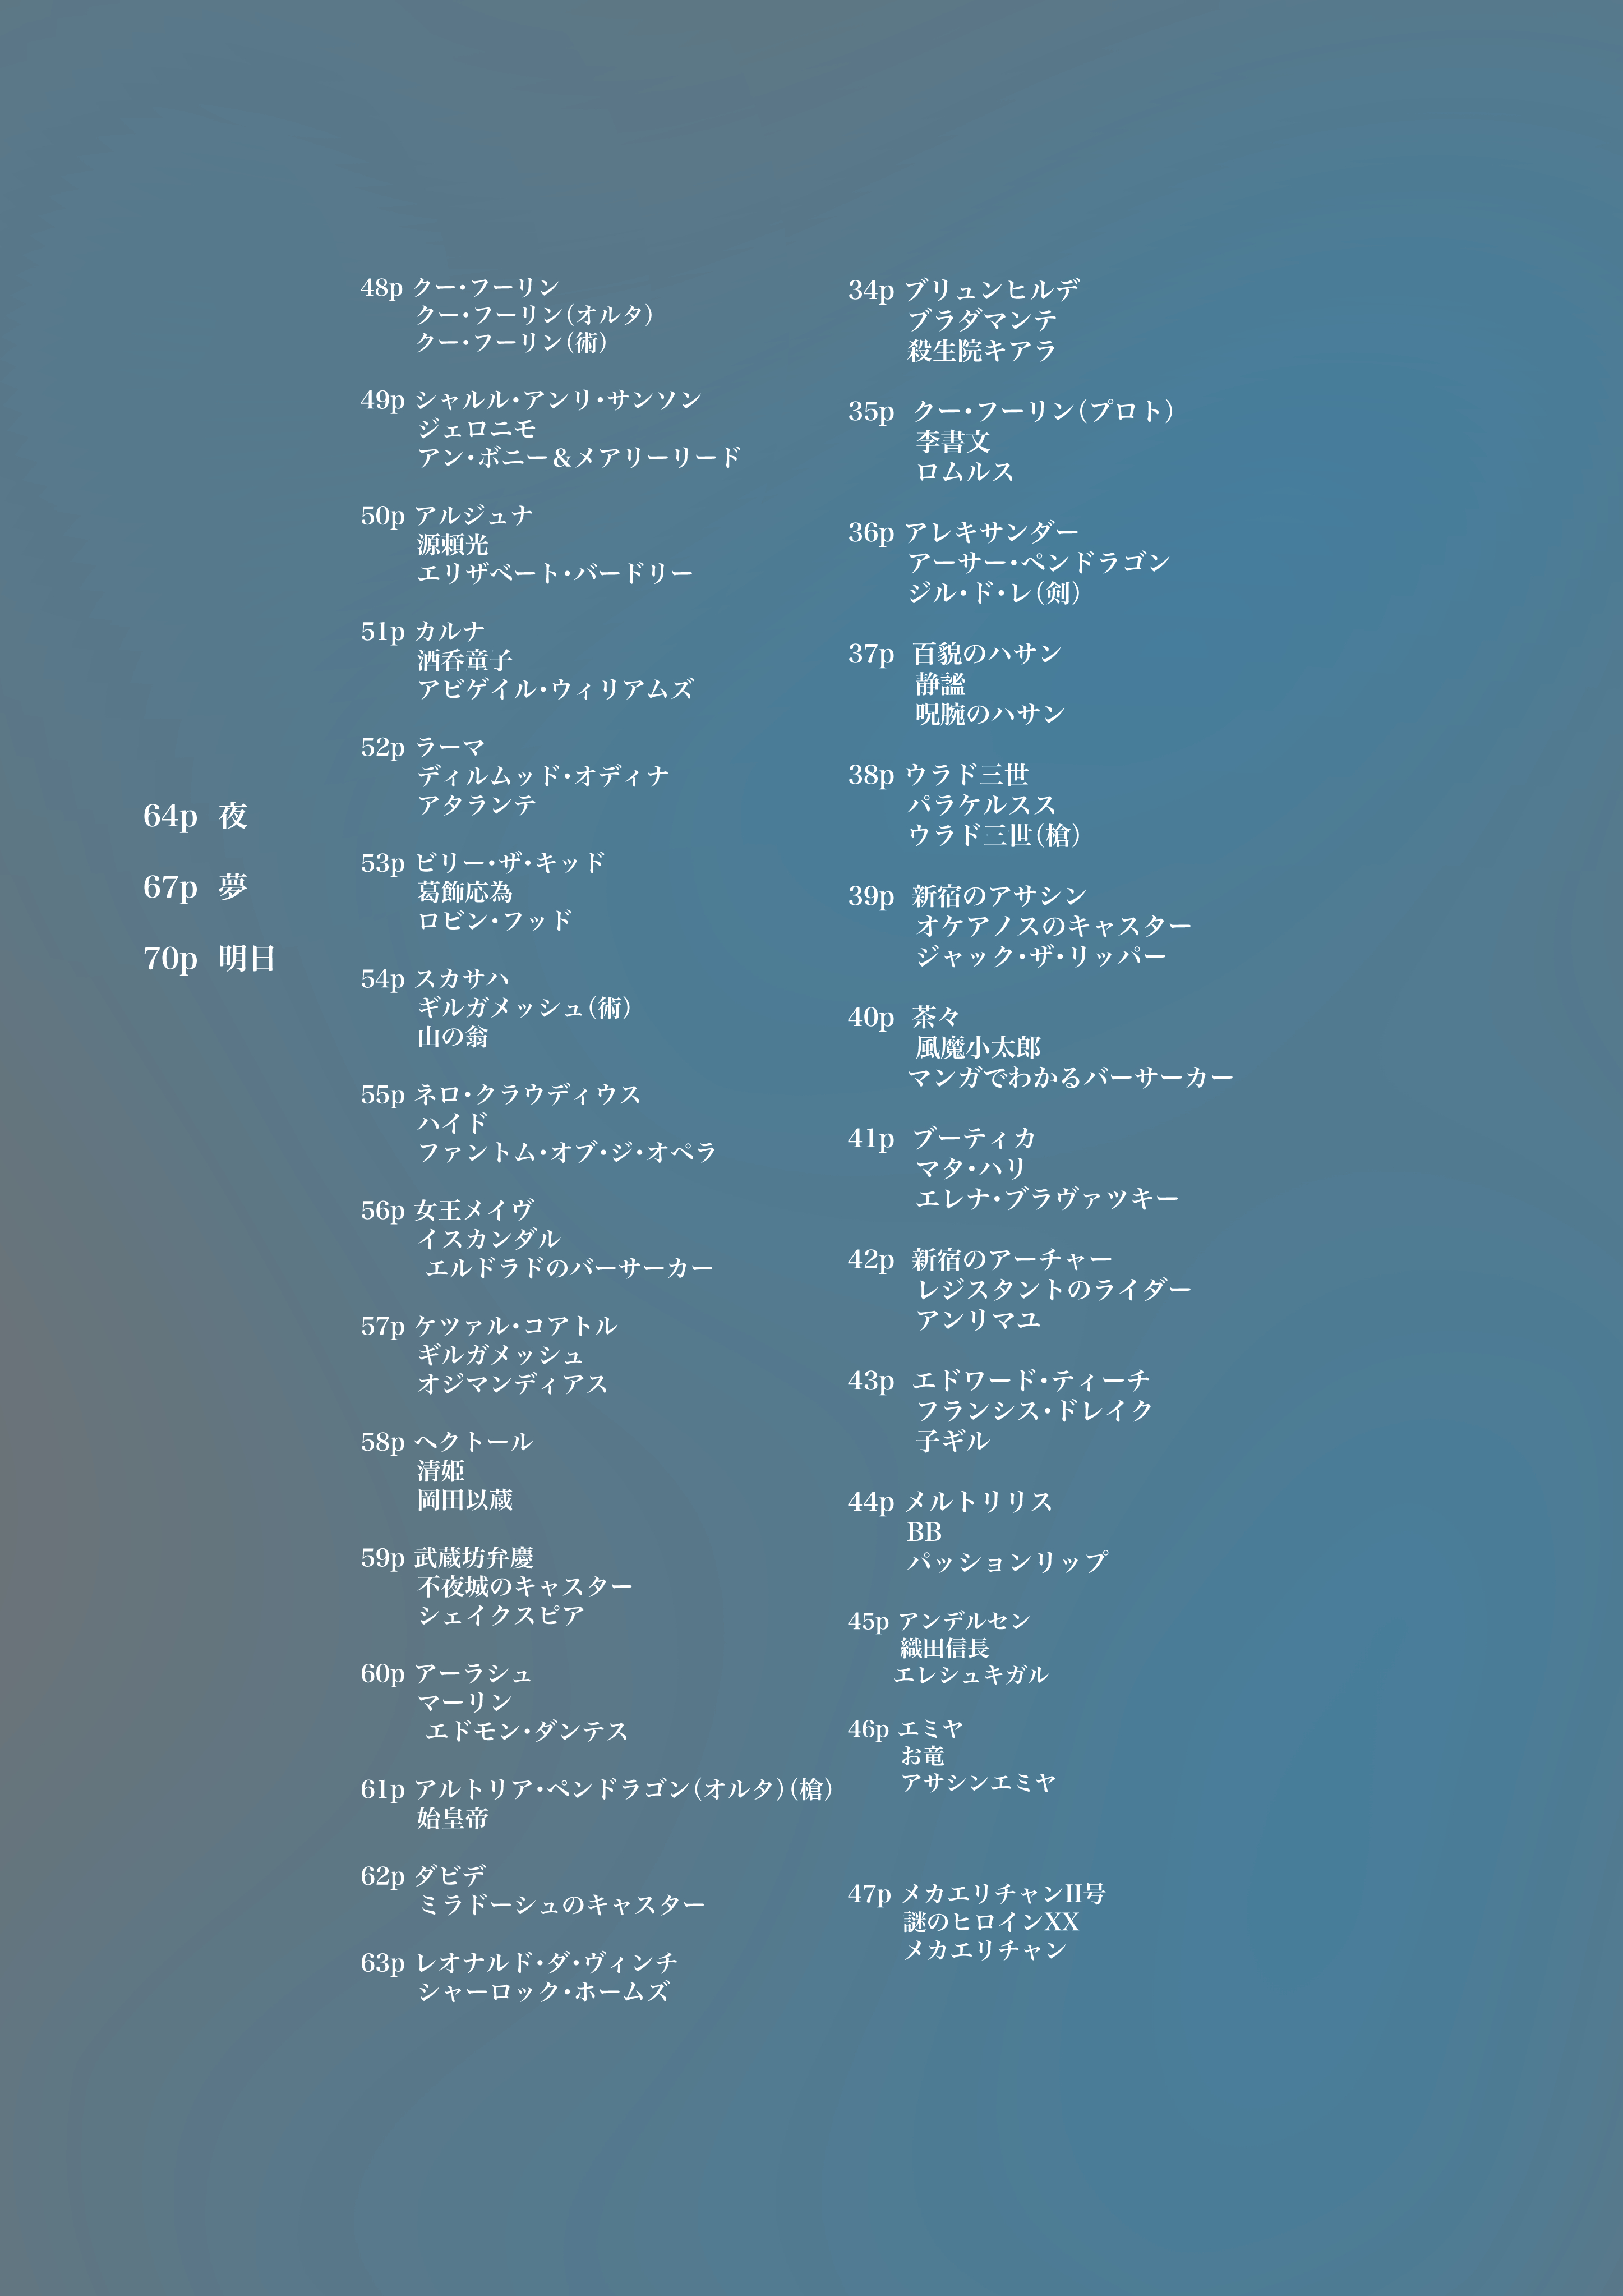 34p ブリュンヒルデ
ブラダマンテ
殺生院キアラ
35p クー・フーリン(プロト)
李書文
ロムルス
36p アレキサンダー
アーサー・ペンドラゴン
ジル・ド・レ(剣)
37p 百貌のハサン
静謐
呪腕のハサン
38p ウラド三世
パラケルスス
ウラド三世(槍)
39p 新宿のアサシン
オケアノスのキャスター
ジャック・ザ・リッパー
40p 茶々
風魔小太郎
マンガでわかるバーサーカー
41p ブーティカ
マタ・ハリ
エレナ・ブラヴァツキー
42p 新宿のアーチャー
レジスタントのライダー
アンリマユ
43p エドワード・ティーチ
フランシス・ドレイク
子ギル
44p メルトリリス
BB
パッションリップ
45p アンデルセン
織田信長
エレシュキガル
46p エミヤ
お竜
アサシンエミヤ
47p メカエリチャンII号
謎のヒロインXX
メカエリチャン
48p クー・フーリン
クー・フーリン(オルタ)
クー・フーリン(術)
49p シャルル・アンリ・サンソン
ジェロニモ
アン・ボニー&メアリーリード
50p アルジュナ
源頼光
エリザベート・バードリー
51p カルナ
酒呑童子
アビゲイル・ウィリアムズ
52p ラーマ
ディルムッド・オディナ
アタランテ
53p ビリー・ザ・キッド
葛飾応為
ロビン・フッド
54p スカサハ
ギルガメッシュ(術)
山の翁
55p ネロ・クラウディウス
ハイド
ファントム・オブ・ジ・オペラ
56p 女王メイヴ
イスカンダル
エルドラドのバーサーカー
57p ケツァル・コアトル
ギルガメッシュ
オジマンディアス
58p ヘクトール
清姫
岡田以蔵
59p 武蔵坊弁慶
不夜城のキャスター
シェイクスピア
60p アーラシュ
マーリン
エドモン・ダンテス
61p アルトリア・ペンドラゴン(オルタ)(槍)
始皇帝
62p ダビデ
ミラドーシュのキャスター
63p レオナルド・ダ・ヴィンチ
シャーロック・ホームズ
64p 夜
67p 夢
70p 明日